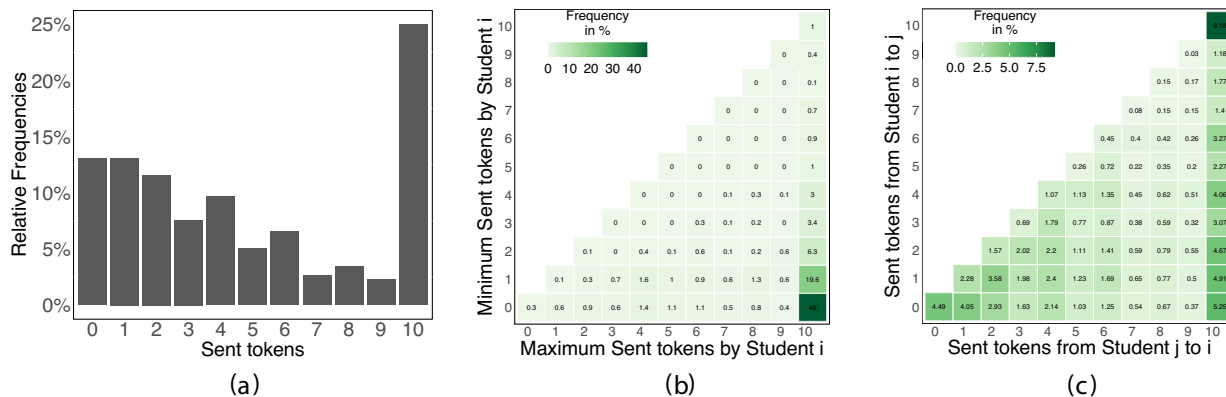 25%
20%
15%
10%
5%
0%
Relative Frequencies
0 1 2 3 4 5 6 7 8 9 10
Sent tokens
(a)
Minimum Sent tokens by Student i
Frequency
in %
0 10 20 30 40
10 1
9 0 0.4
8 0 0 0.1
7 0 0 0 0.7
6 0 0 0 0 0.9
5 0 0 0 0 0 1
4 0 0 0 0.1 0.3 0.1 3
3 0 0 0 0.3 0.1 0.2 0 3.4
2 0.1 0 0.4 0.1 0.6 0.1 0.2 0.6 6.3
1 0.1 0.3 0.7 1.6 1 0.9 0.6 1.3 0.6 19.6
0 0.3 0.6 0.9 0.6 1.4 1.1 1.1 0.5 0.8 0.4 46
0 1 2 3 4 5 6 7 8 9 10
Maximum Sent tokens by Student i
(b)
Sent tokens from Student i to j
Frequency
in %
0.0 2.5 5.0 7.5
10 9.18
9 0.03 1.18
8 0.15 0.17 1.77
7 0.08 0.15 0.15 1.4
6 0.45 0.4 0.42 0.26 3.27
5 0.26 0.72 0.22 0.35 0.2 2.27
4 1.07 1.13 1.35 0.45 0.62 0.51 4.06
3 0.69 1.79 0.77 0.87 0.38 0.59 0.32 3.07
2 1.57 2.02 2.2 1.11 1.41 0.59 0.79 0.55 4.67
1 2.28 3.58 1.98 2.4 1.23 1.69 0.65 0.77 0.5 4.91
0 4.49 4.05 2.93 1.63 2.14 1.03 1.25 0.54 0.67 0.37 5.25
0 1 2 3 4 5 6 7 8 9 10
Sent tokens from Student j to i
(c)